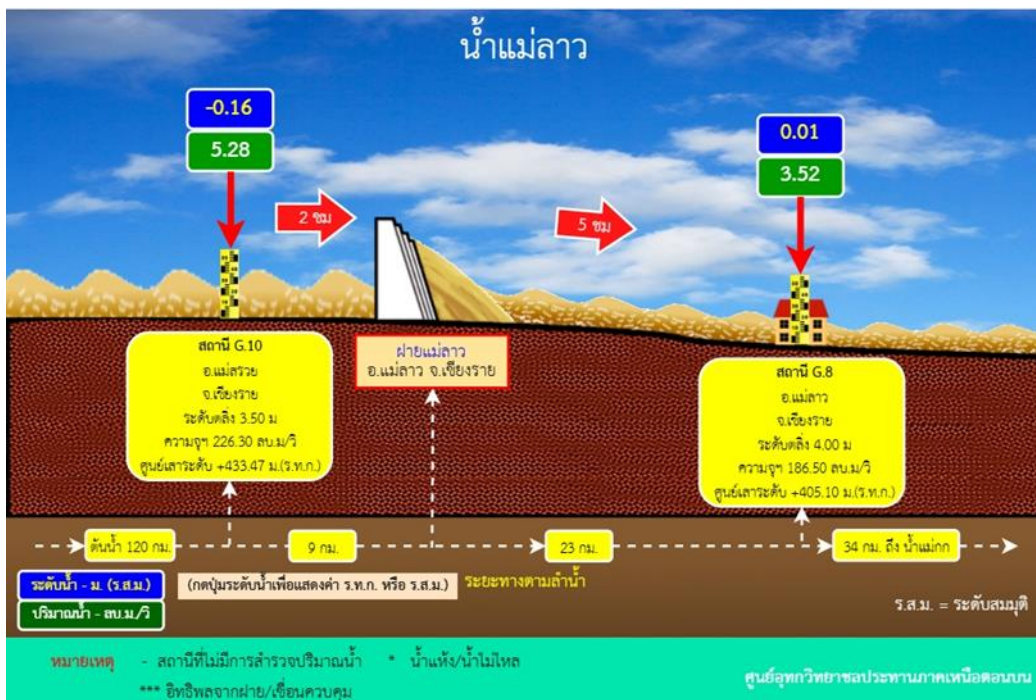 น้ำแม่ลาว
-0.16
5.28
0.01
3.52
2 ชม
5 ชม
สถานี G.10
อ.แม่สรวย
จ.เชียงราย
ระดับตลิ่ง 3.50 ม
ความจุฯ 226.30 ลบ.ม/วิ
ศูนย์เสาระดับ +433.47 ม.(ร.ท.ก.)
ฝายแม่ลาว
อ.แม่ลาว จ.เชียงราย
สถานี G.8
อ.แม่ลาว
จ.เชียงราย
ระดับตลิ่ง 4.00 ม
ความจุฯ 186.50 ลบ.ม/วิ
ศูนย์เสาระดับ +405.10 ม.(ร.ท.ก.)
ต้นน้ำ 120 กม.
9 กม.
23 กม.
34 กม. ถึง น้ำแม่กก
ระดับน้ำ - ม. (ร.ส.ม.)
(กดปุ่มระดับน้ำเพื่อแสดงค่า ร.ท.ก. หรือ ร.ส.ม.)
ระยะทางตามลำน้ำ
ปริมาณน้ำ - ลบ.ม/วิ
ร.ส.ม. = ระดับสมมุติ
หมายเหตุ - สถานีที่ไม่มีการสำรวจปริมาณน้ำ * น้ำแห้ง/น้ำไม่ไหล
*** อิทธิพลจากฝาย/เขื่อนควบคุม
ศูนย์อุทกวิทยาชลประทานภาคเหนือตอนบน